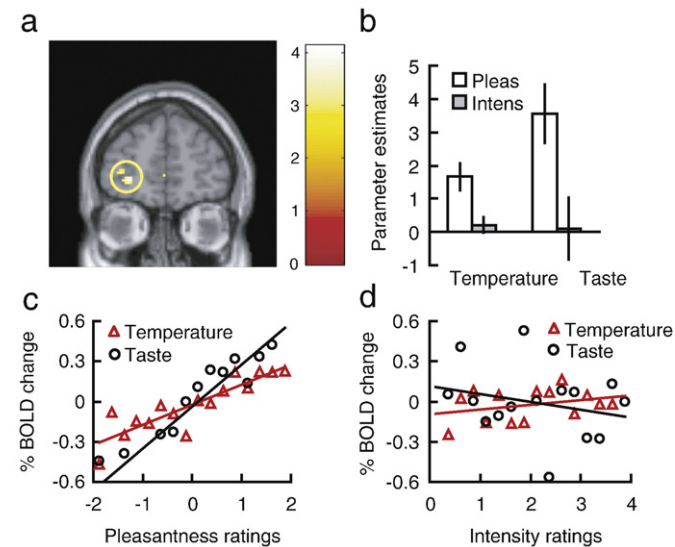 a
4
3
2
1
0
b
Parameter estimates
5
4
3
2
1
0
-1
Pleas
Intens
Temperature Taste
c
% BOLD change
0.6
0.3
0
-0.3
-0.6
Temperature
Taste
-2 -1 0 1 2
Pleasantness ratings
d
% BOLD change
0.6
0.3
0
-0.3
-0.6
Temperature
Taste
0 1 2 3 4
Intensity ratings